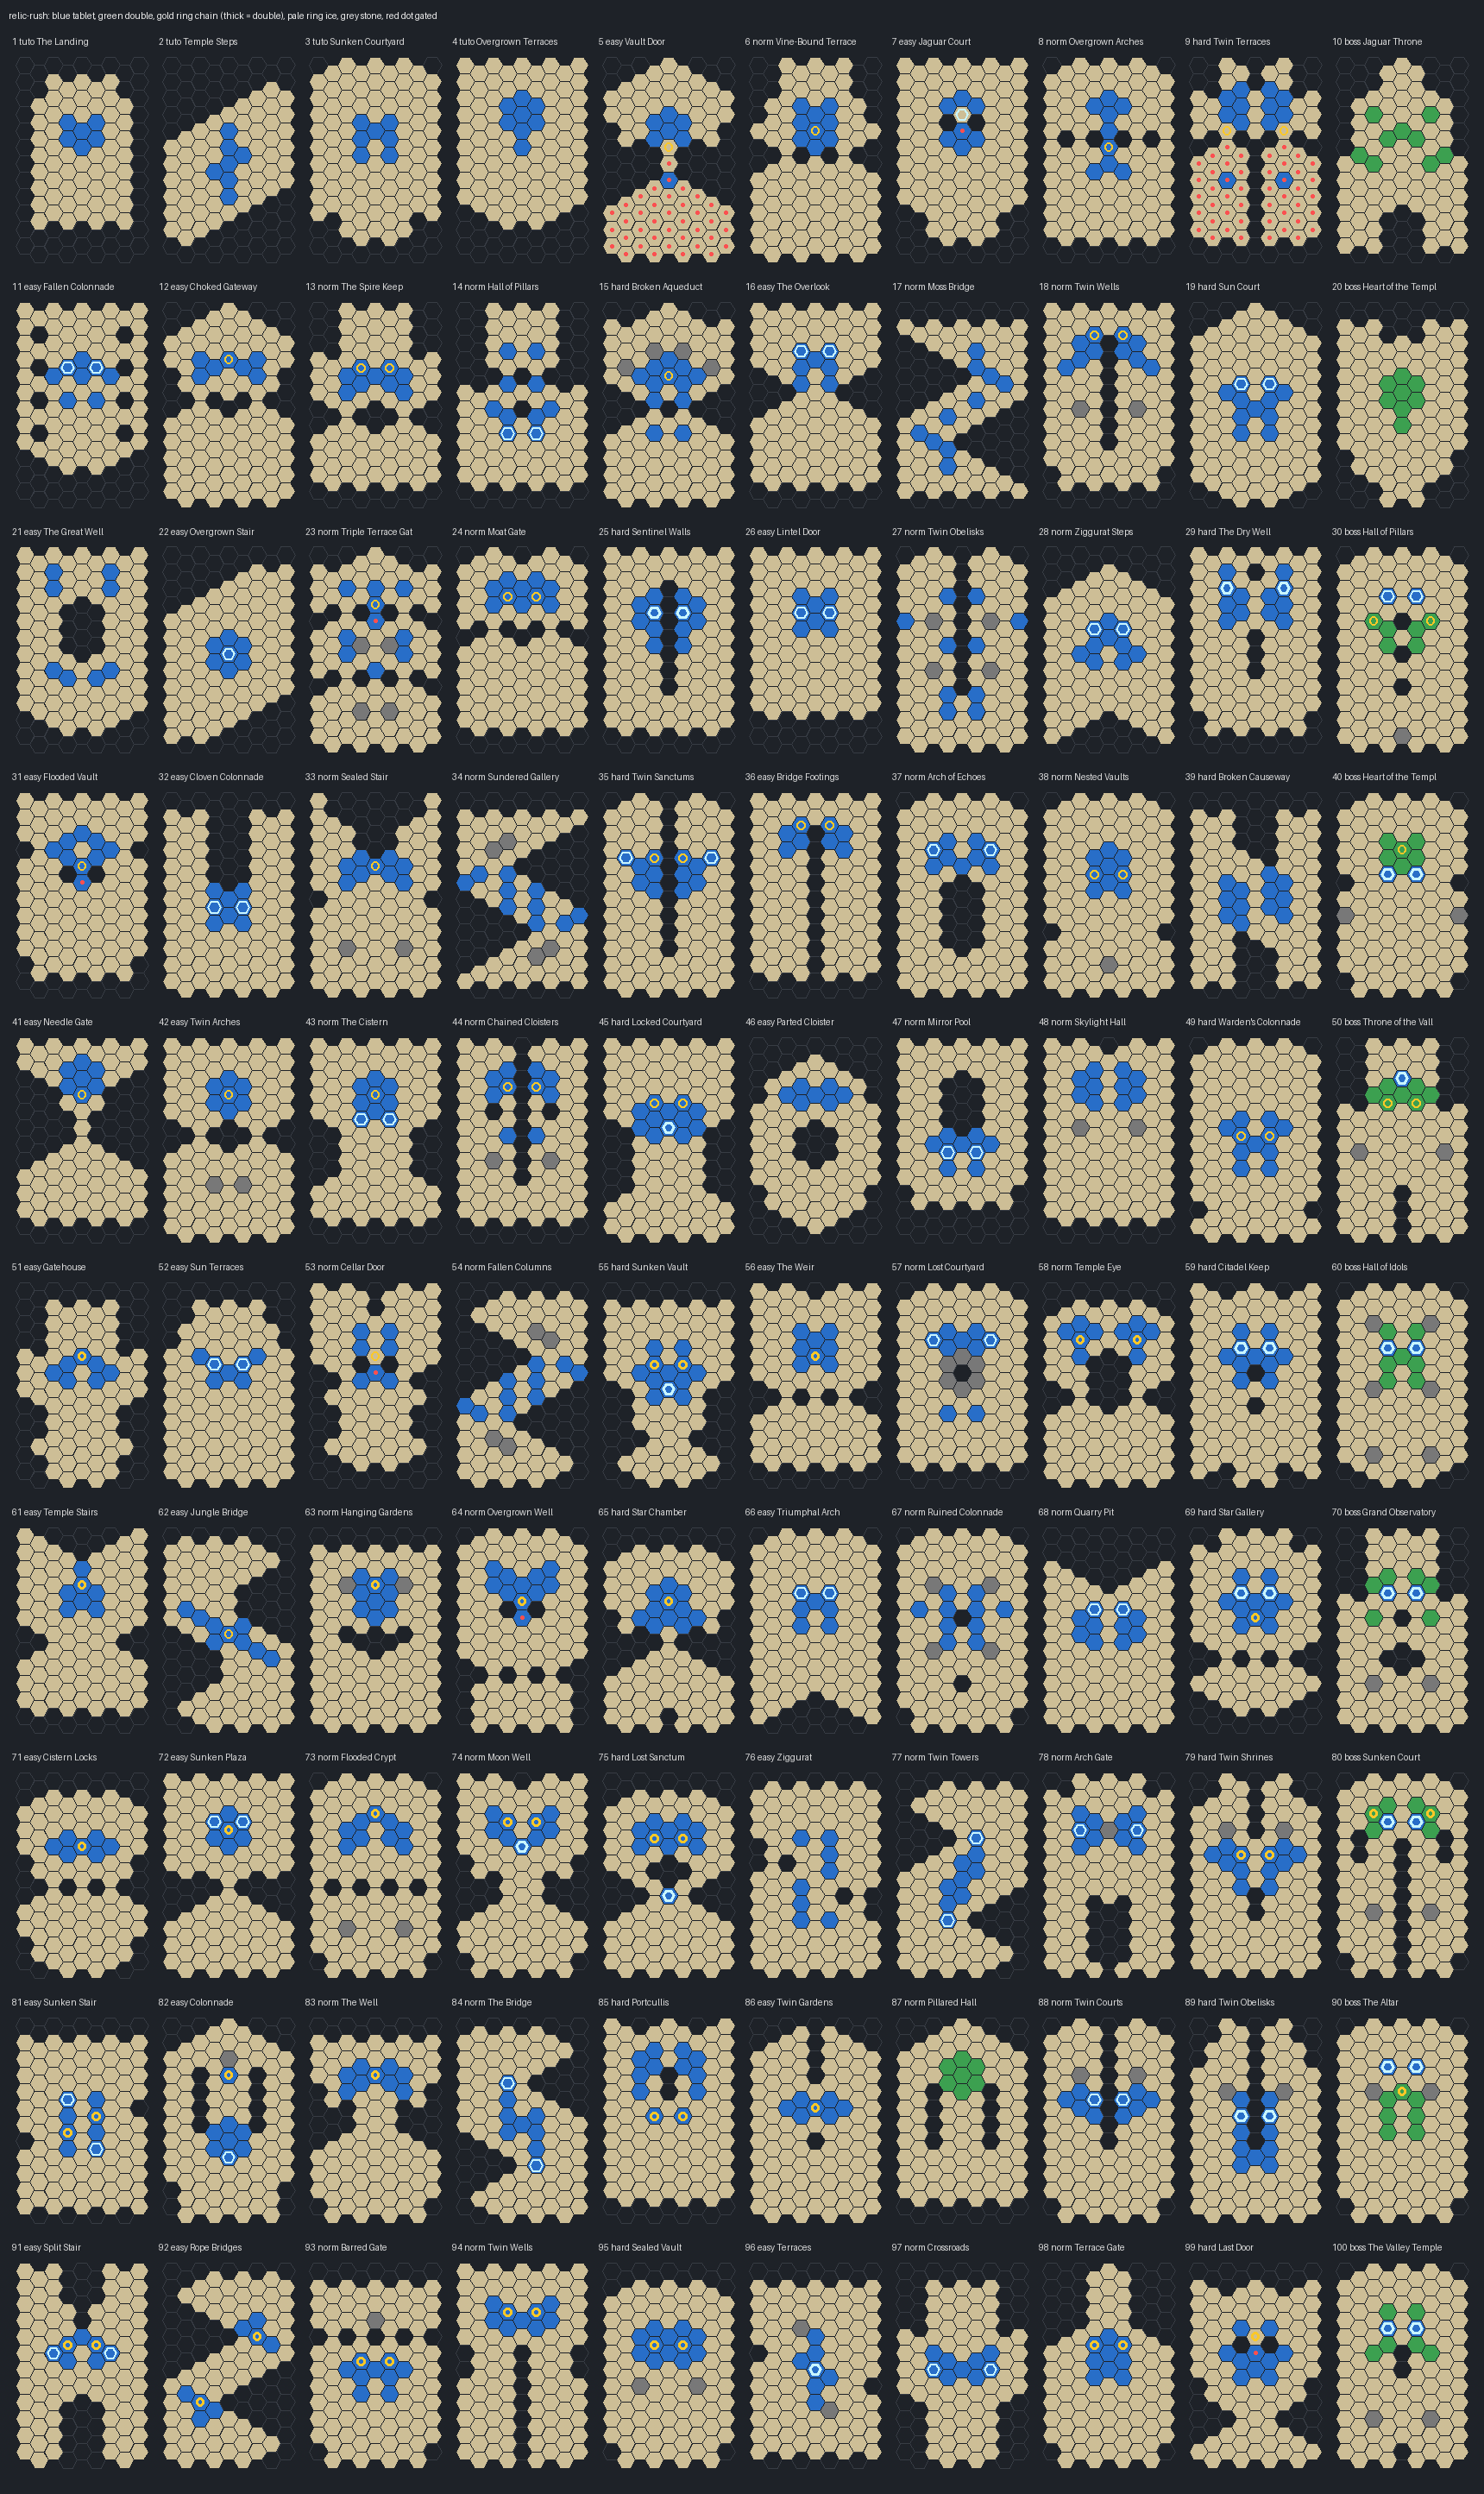 relic-rush: blue tablet, green double, gold ring chain (thick = double), pale ring ice, grey stone, red dot gated
1 tuto The Landing
2 tuto Temple Steps
3 tuto Sunken Courtyard
4 tuto Overgrown Terraces
5 easy Vault Door
6 norm Vine-Bound Terrace
7 easy Jaguar Court
8 norm Overgrown Arches
9 hard Twin Terraces
10 boss Jaguar Throne
11 easy Fallen Colonnade
12 easy Choked Gateway
13 norm The Spire Keep
14 norm Hall of Pillars
15 hard Broken Aqueduct
16 easy The Overlook
17 norm Moss Bridge
18 norm Twin Wells
19 hard Sun Court
20 boss Heart of the Templ
21 easy The Great Well
22 easy Overgrown Stair
23 norm Triple Terrace Gat
24 norm Moat Gate
25 hard Sentinel Walls
26 easy Lintel Door
27 norm Twin Obelisks
28 norm Ziggurat Steps
29 hard The Dry Well
30 boss Hall of Pillars
31 easy Flooded Vault
32 easy Cloven Colonnade
33 norm Sealed Stair
34 norm Sundered Gallery
35 hard Twin Sanctums
36 easy Bridge Footings
37 norm Arch of Echoes
38 norm Nested Vaults
39 hard Broken Causeway
40 boss Heart of the Templ
41 easy Needle Gate
42 easy Twin Arches
43 norm The Cistern
44 norm Chained Cloisters
45 hard Locked Courtyard
46 easy Parted Cloister
47 norm Mirror Pool
48 norm Skylight Hall
49 hard Warden's Colonnade
50 boss Throne of the Vall
51 easy Gatehouse
52 easy Sun Terraces
53 norm Cellar Door
54 norm Fallen Columns
55 hard Sunken Vault
56 easy The Weir
57 norm Lost Courtyard
58 norm Temple Eye
59 hard Citadel Keep
60 boss Hall of Idols
61 easy Temple Stairs
62 easy Jungle Bridge
63 norm Hanging Gardens
64 norm Overgrown Well
65 hard Star Chamber
66 easy Triumphal Arch
67 norm Ruined Colonnade
68 norm Quarry Pit
69 hard Star Gallery
70 boss Grand Observatory
71 easy Cistern Locks
72 easy Sunken Plaza
73 norm Flooded Crypt
74 norm Moon Well
75 hard Lost Sanctum
76 easy Ziggurat
77 norm Twin Towers
78 norm Arch Gate
79 hard Twin Shrines
80 boss Sunken Court
81 easy Sunken Stair
82 easy Colonnade
83 norm The Well
84 norm The Bridge
85 hard Portcullis
86 easy Twin Gardens
87 norm Pillared Hall
88 norm Twin Courts
89 hard Twin Obelisks
90 boss The Altar
91 easy Split Stair
92 easy Rope Bridges
93 norm Barred Gate
94 norm Twin Wells
95 hard Sealed Vault
96 easy Terraces
97 norm Crossroads
98 norm Terrace Gate
99 hard Last Door
100 boss The Valley Temple